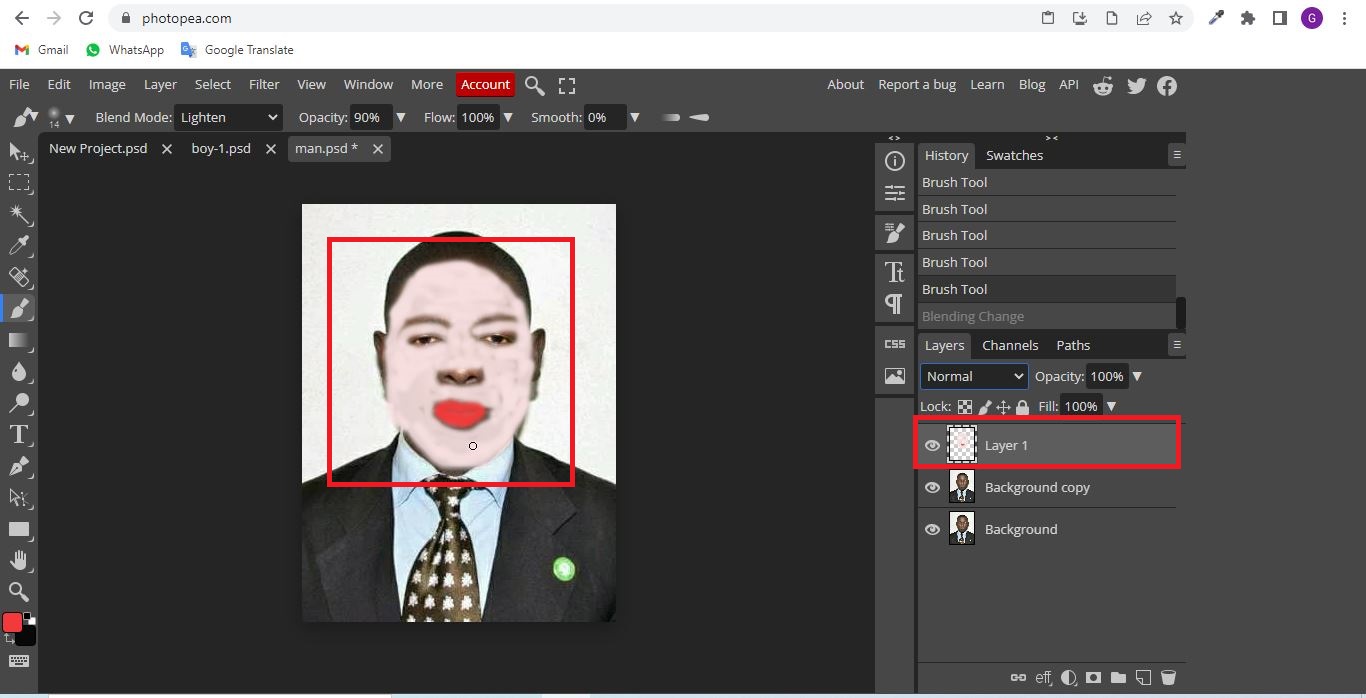 photopea.com
G
Gmail WhatsApp Google Translate
File Edit Image Layer Select Filter View Window More Account About Report a bug Learn Blog API
14 Blend Mode: Lighten Opacity: 90% Flow: 100% Smooth: 0%
New Project.psd boy-1.psd man.psd *
< > > <
History Swatches
Brush Tool
Brush Tool
Brush Tool
Brush Tool
Brush Tool
Blending Change
CSS
Layers Channels Paths
Normal Opacity: 100%
Lock: Fill: 100%
Layer 1
Background copy
Background
eff